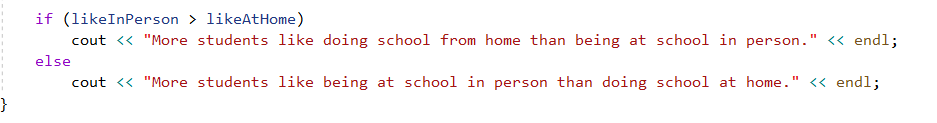 if (likeInPerson > likeAtHome)
cout << "More students like doing school from home than being at school in person." << endl;
else
cout << "More students like being at school in person than doing school at home." << endl;
}